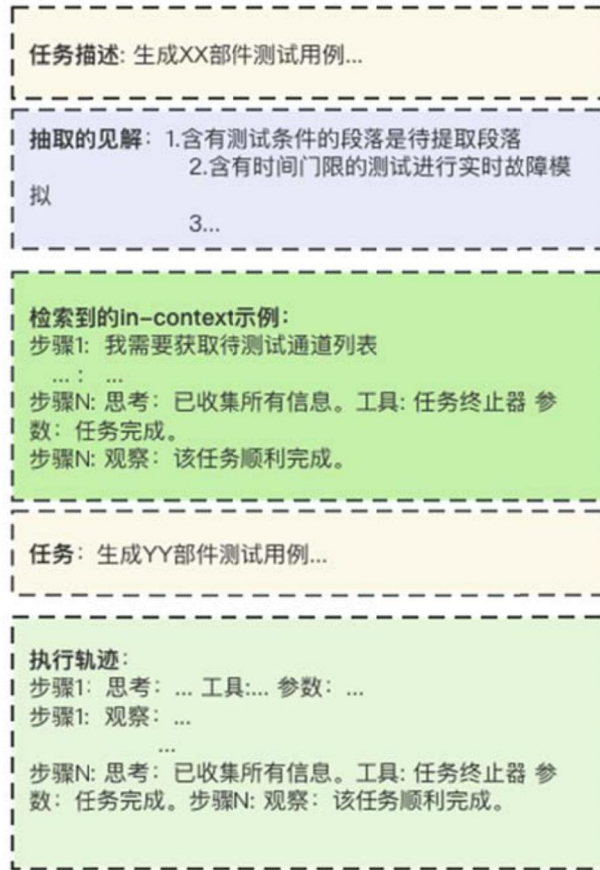 任务描述: 生成XX部件测试用例...
抽取的见解：1.含有测试条件的段落是待提取段落
2.含有时间门限的测试进行实时故障模
拟
3...
检索到的in-context示例：
步骤1: 我需要获取待测试通道列表
...： ...
步骤N: 思考：已收集所有信息。工具: 任务终止器 参
数：任务完成。
步骤N: 观察：该任务顺利完成。
任务：生成YY部件测试用例...
执行轨迹：
步骤1：思考：... 工具:... 参数：...
步骤1: 观察：...
...
步骤N: 思考：已收集所有信息。工具: 任务终止器 参
数：任务完成。步骤N: 观察：该任务顺利完成。